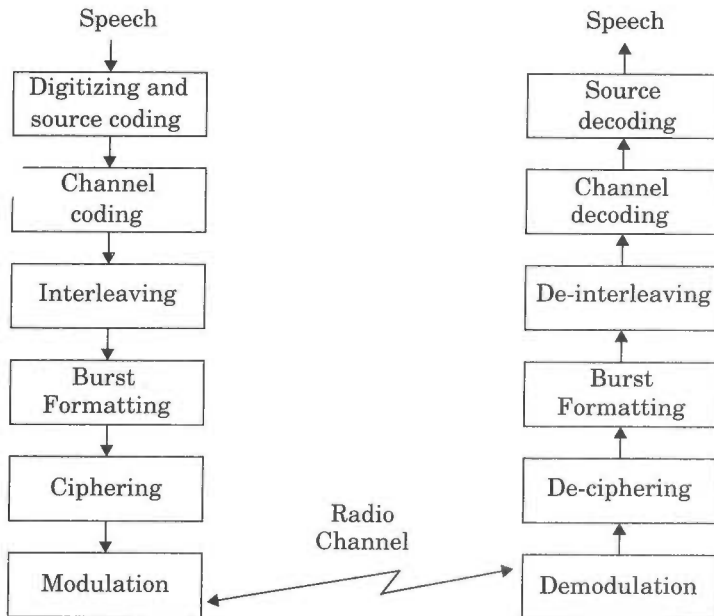 Speech
Digitizing and
source coding
Channel
coding
Interleaving
Burst
Formatting
Ciphering
Modulation
Radio
Channel
Speech
Source
decoding
Channel
decoding
De-interleaving
Burst
Formatting
De-ciphering
Demodulation